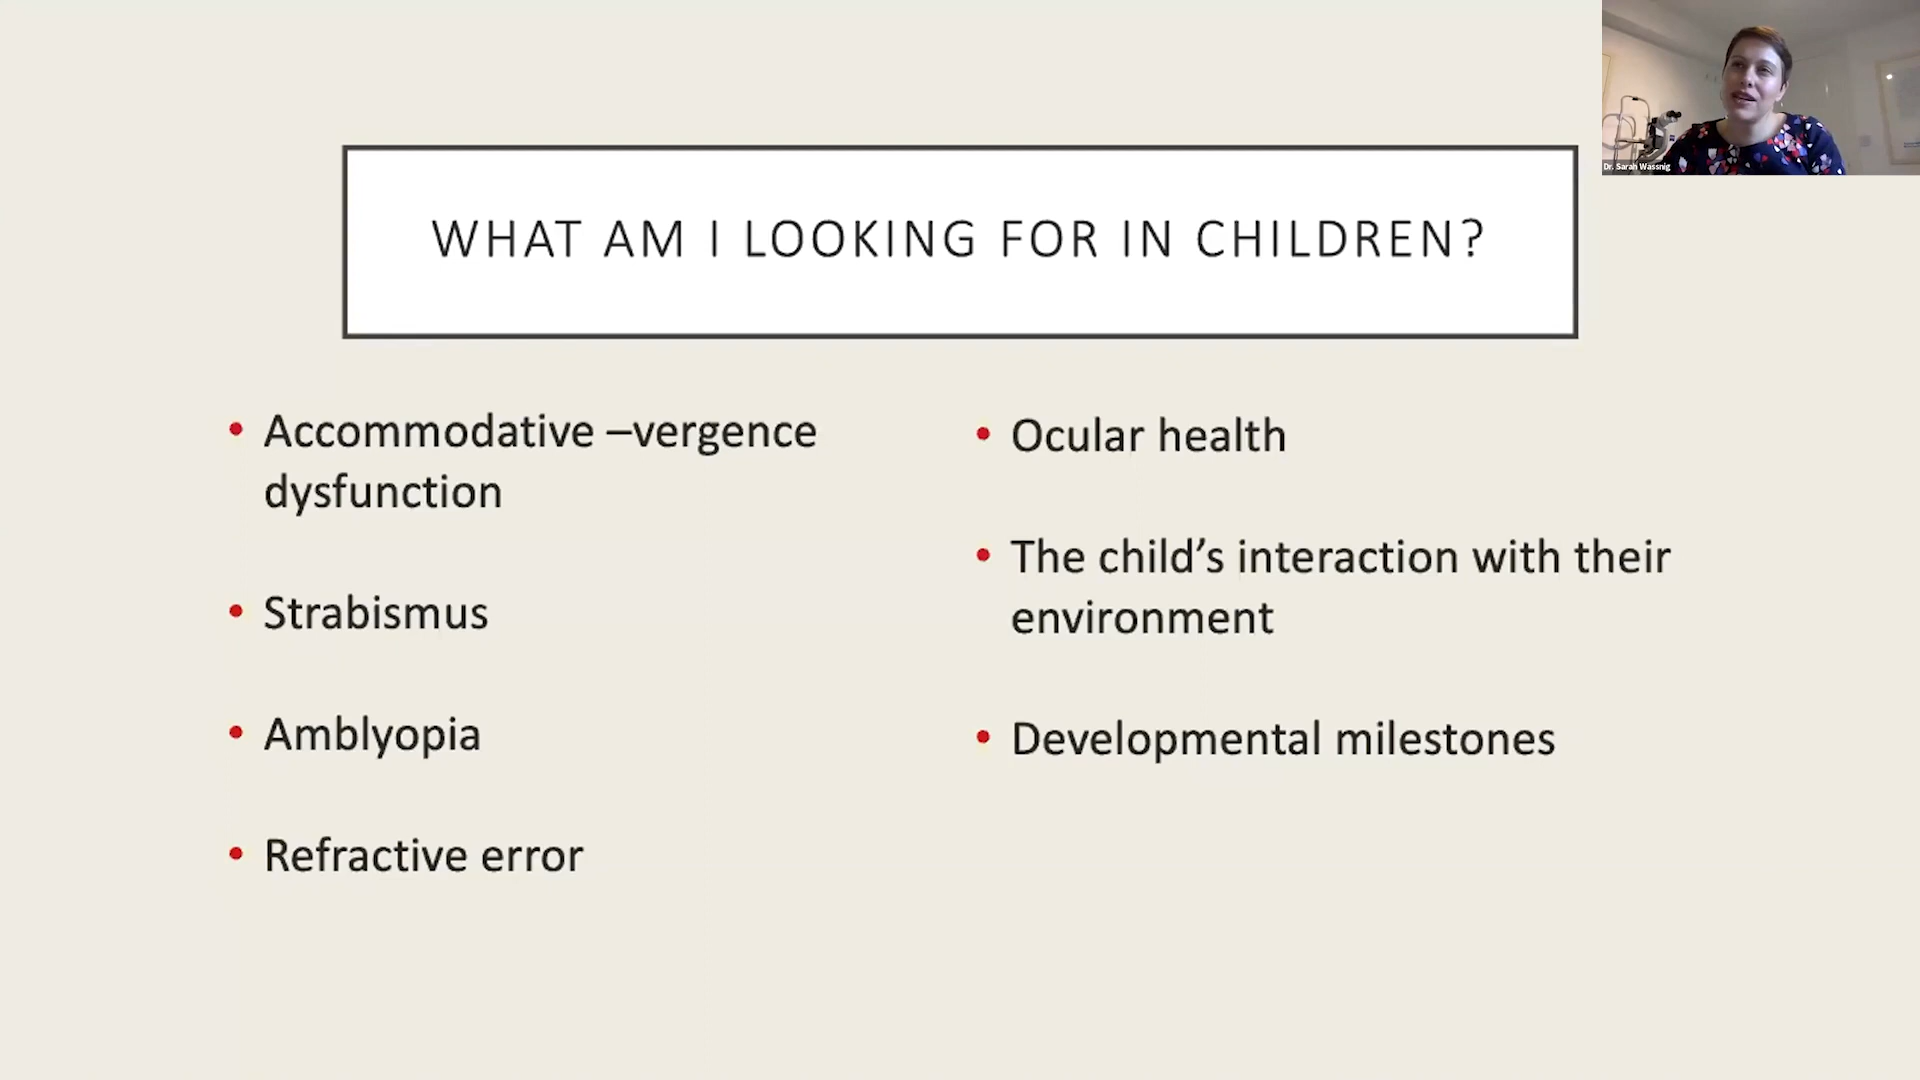 WHAT AM I LOOKING FOR IN CHILDREN?
• Accommodative –vergence
dysfunction
• Strabismus
• Amblyopia
• Refractive error
• Ocular health
• The child’s interaction with their
environment
• Developmental milestones
Dr. Sarah Wassnig